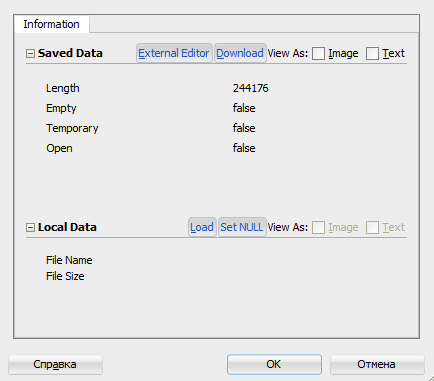 Information
Saved Data External Editor Download View As: Image Text
Length 244176
Empty false
Temporary false
Open false
Local Data Load Set NULL View As: Image Text
File Name
File Size
Справка OK Отмена